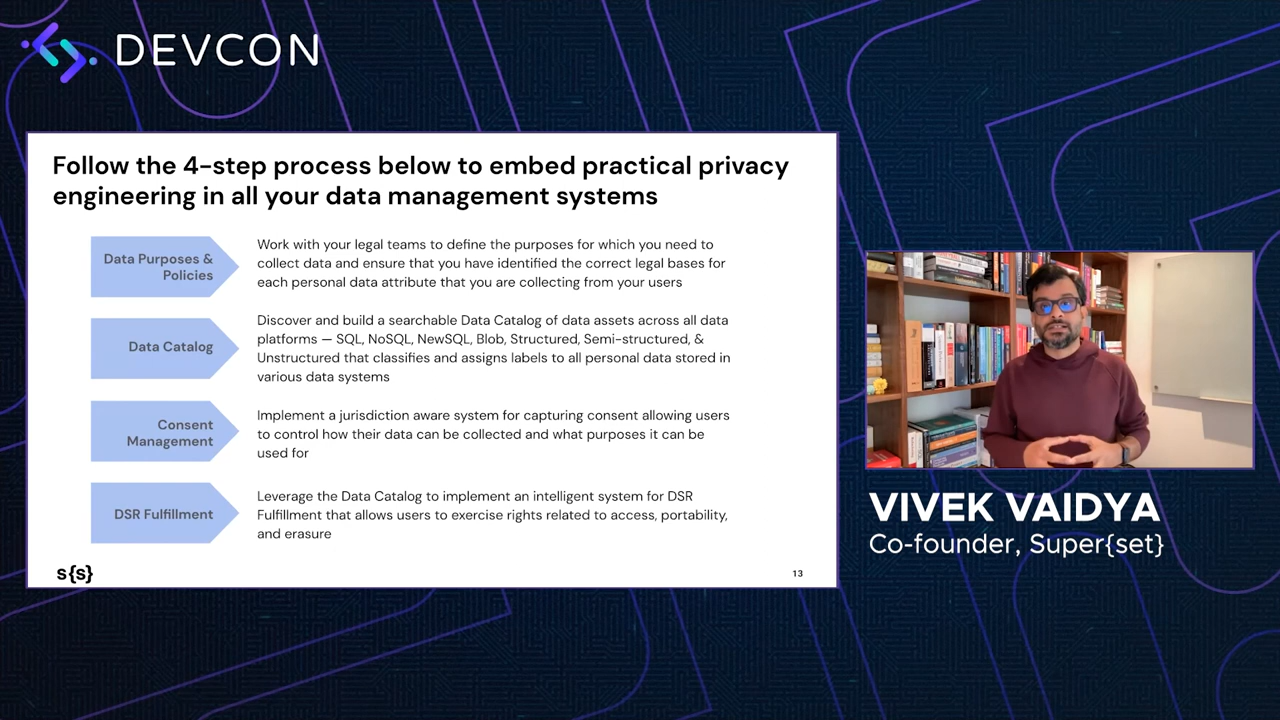 DEVCON
Follow the 4-step process below to embed practical privacy
engineering in all your data management systems
Data Purposes &
Policies
Work with your legal teams to define the purposes for which you need to
collect data and ensure that you have identified the correct legal bases for
each personal data attribute that you are collecting from your users
Data Catalog
Discover and build a searchable Data Catalog of data assets across all data
platforms — SQL, NoSQL, NewSQL, Blob, Structured, Semi-structured, &
Unstructured that classifies and assigns labels to all personal data stored in
various data systems
Consent
Management
Implement a jurisdiction aware system for capturing consent allowing users
to control how their data can be collected and what purposes it can be
used for
DSR Fulfillment
Leverage the Data Catalog to implement an intelligent system for DSR
Fulfillment that allows users to exercise rights related to access, portability,
and erasure
s{s}
13
VIVEK VAIDYA
Co-founder, Super{set}